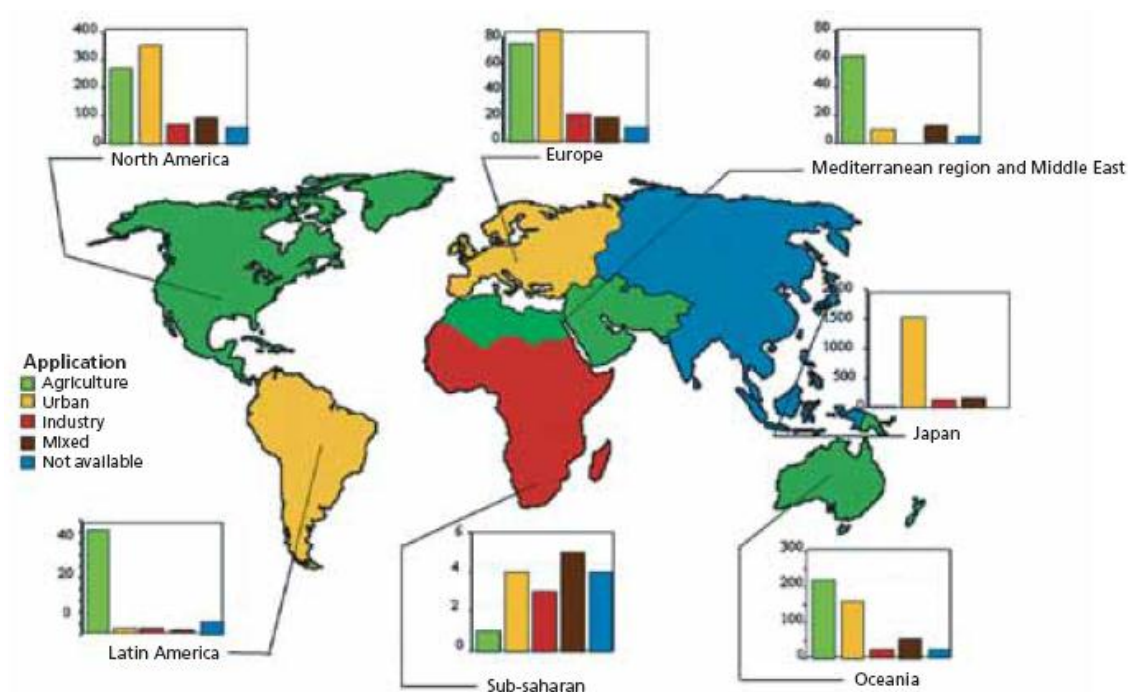 400
300
200
100
0
North America
80
60
40
20
0
Europe
80
60
40
20
0
Mediterranean region and Middle East
1500
1000
500
Japan
Application
Agriculture
Urban
Industry
Mixed
Not available
40
20
0
Latin America
6
4
2
0
Sub-saharan
300
200
100
0
Oceania